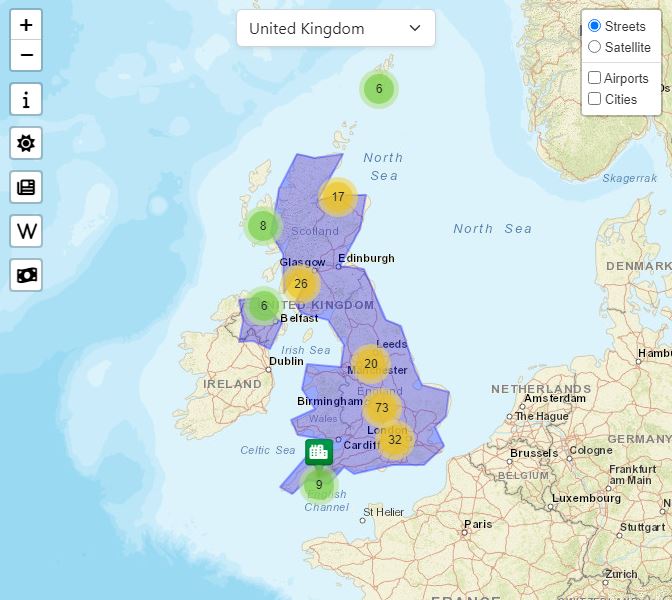 +
United Kingdom
Streets
Satellite
Airports
Cities
−
i
W
6
North
Sea
Skagerrak
17
8
Scotland
North Sea
Glasgow
Edinburgh
DENMARK
26
6
UNITED KINGDOM
Belfast
Irish Sea
Leeds
Dublin
20
Manchester
IRELAND
England
NETHERLANDS
Amsterdam
Birmingham
73
The Hague
Wales
London
32
Cardiff
Celtic Sea
Brussels
Cologne
GERMANY
BELGIUM
Frankfurt
am Main
9
English
Channel
Luxembourg
St Helier
Paris
Stuttgart
Zurich
FRANCE